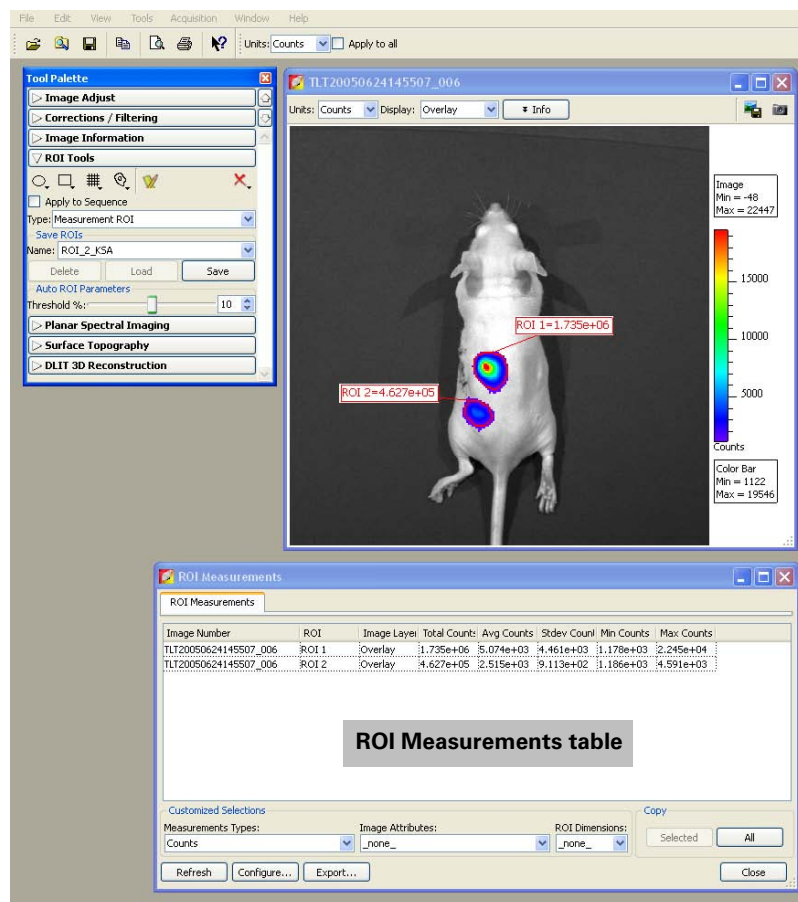 File Edit View Tools Acquisition Window Help
Units: Counts Apply to all
Tool Palette
Image Adjust
Corrections / Filtering
Image Information
ROI Tools
Apply to Sequence
Type: Measurement ROI
Save ROIs
Name: ROI_2_KSA
Delete Load Save
Auto ROI Parameters
Threshold %: 10
Planar Spectral Imaging
Surface Topography
DLIT 3D Reconstruction
TLT20050624145507_006
Units: Counts Display: Overlay Info
ROI 1=1.735e+06
ROI 2=4.627e+05
Image
Min = -48
Max = 22447
15000
10000
5000
Counts
Color Bar
Min = 1122
Max = 19546
ROI Measurements
ROI Measurements
Image Number ROI Image Layer Total Counts Avg Counts Stdev Count Min Counts Max Counts
TLT20050624145507_006 ROI 1 Overlay 1.735e+06 5.074e+03 4.461e+03 1.178e+03 2.245e+04
TLT20050624145507_006 ROI 2 Overlay 4.627e+05 2.515e+03 9.113e+02 1.186e+03 4.591e+03
ROI Measurements table
Customized Selections
Measurements Types: Image Attributes: ROI Dimensions:
Counts _none_ _none_
Copy
Selected All
Refresh Configure... Export... Close